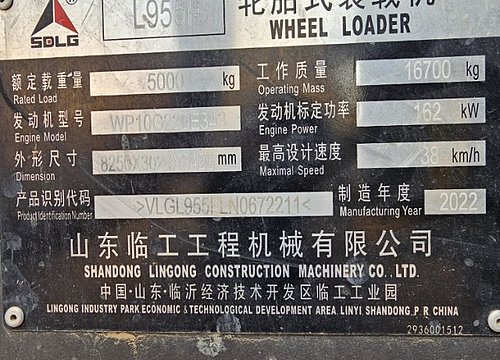 轮胎式装载机
SDLG
WHEEL LOADER
额定载重量 5000 kg 工作质量 16700 kg
Rated Load Operating Mass
发动机型号 发动机标定功率 162 kW
Engine Model Engine Power
外形尺寸 mm 最高设计速度 38 km/h
Dimension Maximal Speed
产品识别代码 制造年度 2022
Product Identification Number Manufacturing Year
山东临工工程机械有限公司
SHANDONG LINGONG CONSTRUCTION MACHINERY CO., LTD.
中国·山东·临沂经济技术开发区临工工业园
LINGONG INDUSTRY PARK ECONOMIC & TECHNOLOGICAL DEVELOPMENT AREA LINYI SHANDONG, P. R. CHINA
2936001512